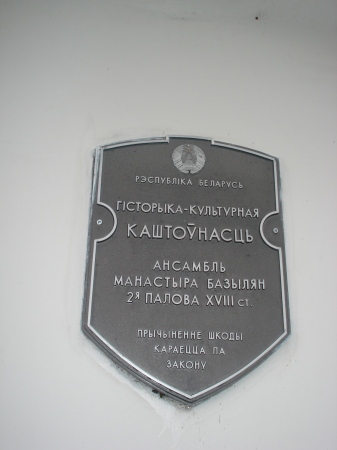 РЭСПУБЛІКА БЕЛАРУСЬ
ГІСТОРЫКА-КУЛЬТУРНАЯ
КАШТОЎНАСЦЬ
АНСАМБЛЬ
МАНАСТЫРА БАЗЫЛЯН
2Я ПАЛОВА XVIII СТ.
ПРЫЧЫНЕННЕ ШКОДЫ
КАРАЕЦЦА ПА
ЗАКОНУ